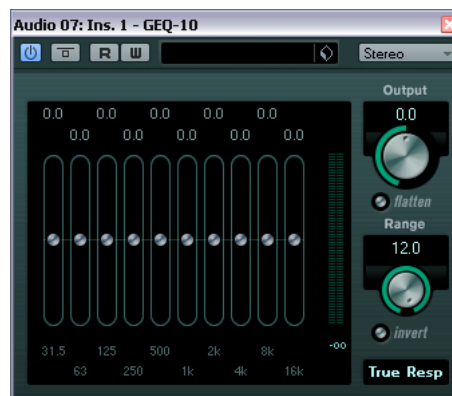 Audio 07: Ins. 1 - GEQ-10
R W Stereo
Output
0.0 0.0 0.0 0.0 0.0 0.0
0.0 0.0 0.0 0.0 0.0
flatten
Range
12.0
-oo
invert
31.5 125 500 2k 8k
63 250 1k 4k 16k
True Resp